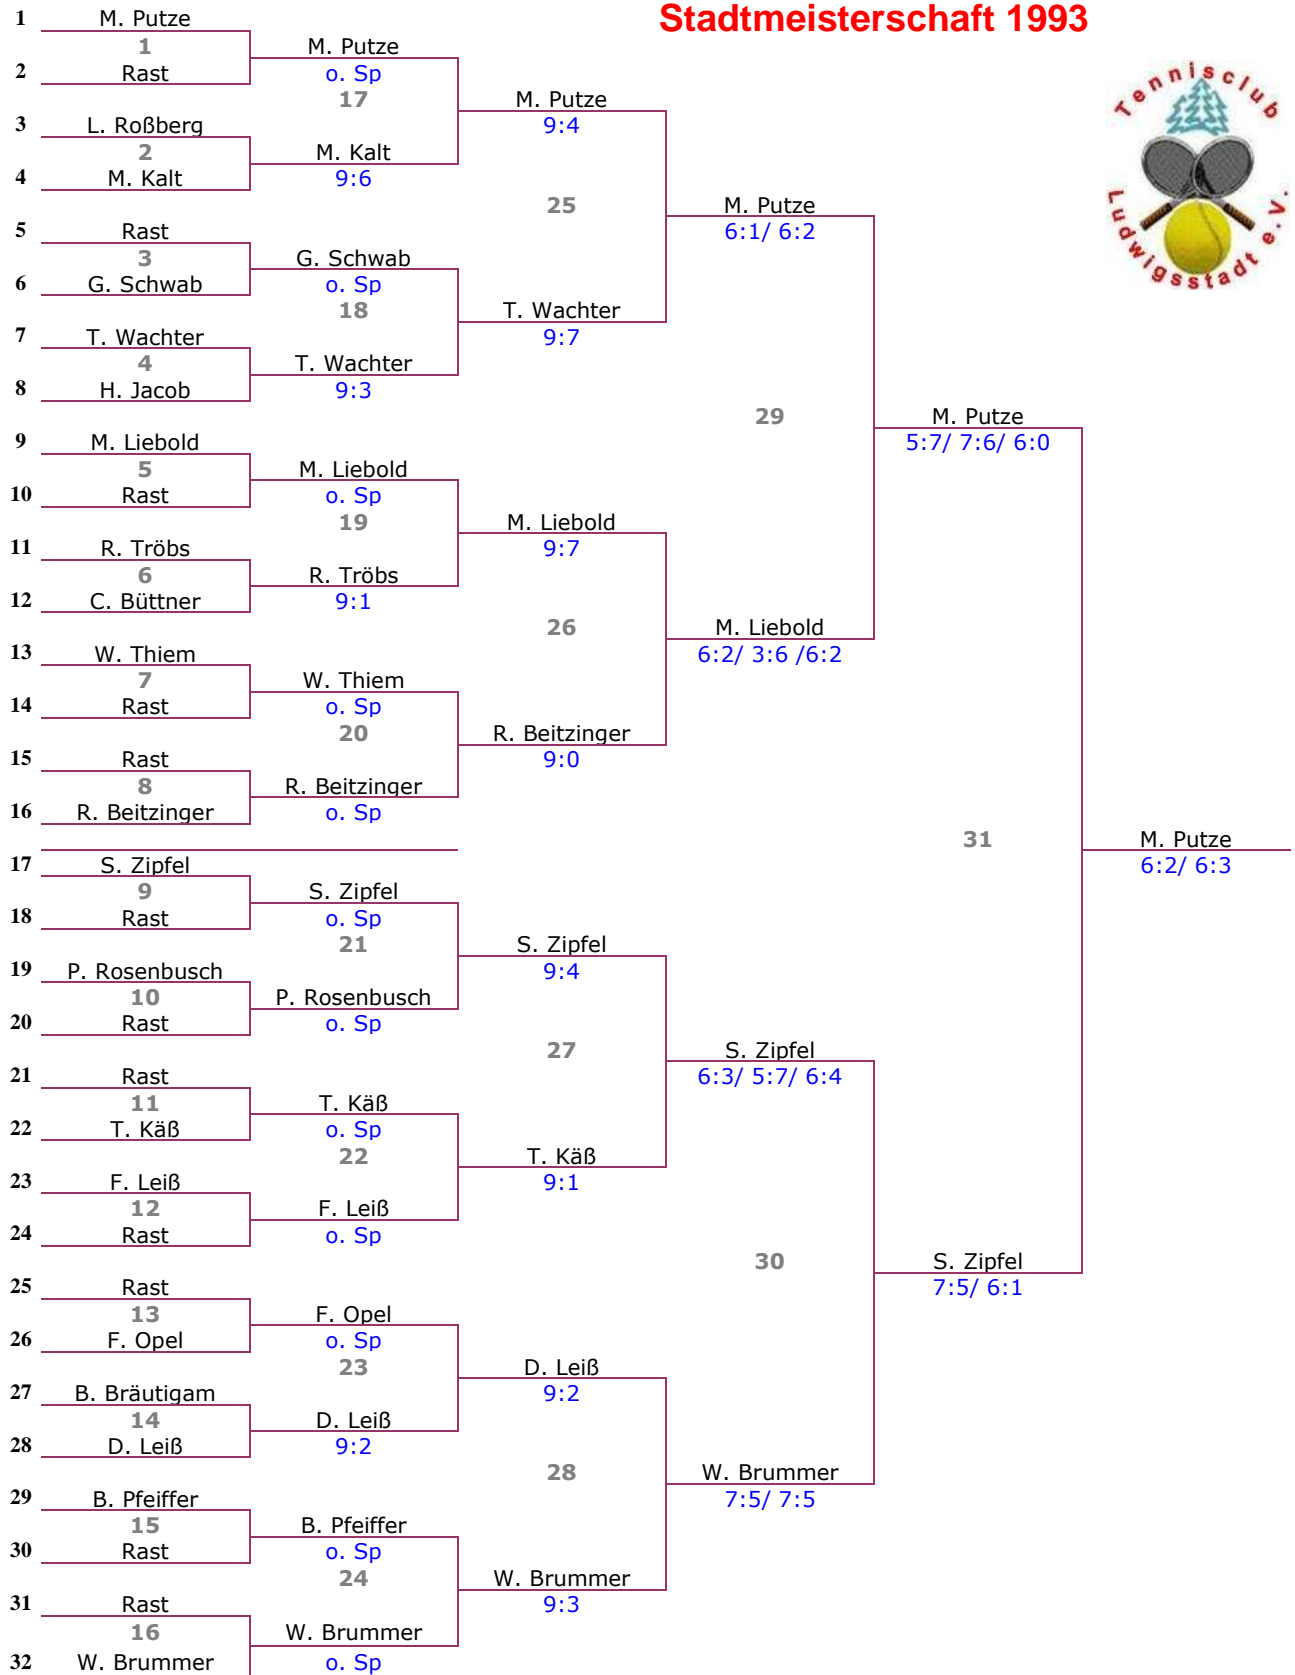 Stadtmeisterschaft 1993
Tennisclub
Ludwigsstadt e.V.
1 M. Putze
1
2 Rast
M. Putze
o. Sp
17
3 L. Roßberg
2
4 M. Kalt
M. Kalt
9:6
M. Putze
9:4
5 Rast
3
6 G. Schwab
G. Schwab
o. Sp
18
7 T. Wachter
4
8 H. Jacob
T. Wachter
9:3
T. Wachter
9:7
25
M. Putze
6:1/ 6:2
9 M. Liebold
5
10 Rast
M. Liebold
o. Sp
19
11 R. Tröbs
6
12 C. Büttner
R. Tröbs
9:1
M. Liebold
9:7
13 W. Thiem
7
14 Rast
W. Thiem
o. Sp
20
15 Rast
8
16 R. Beitzinger
R. Beitzinger
o. Sp
R. Beitzinger
9:0
26
M. Liebold
6:2/ 3:6 /6:2
29
M. Putze
5:7/ 7:6/ 6:0
17 S. Zipfel
9
18 Rast
S. Zipfel
o. Sp
21
19 P. Rosenbusch
10
20 Rast
P. Rosenbusch
o. Sp
S. Zipfel
9:4
21 Rast
11
22 T. Käß
T. Käß
o. Sp
22
23 F. Leiß
12
24 Rast
F. Leiß
o. Sp
T. Käß
9:1
27
S. Zipfel
6:3/ 5:7/ 6:4
25 Rast
13
26 F. Opel
F. Opel
o. Sp
23
27 B. Bräutigam
14
28 D. Leiß
D. Leiß
9:2
D. Leiß
9:2
29 B. Pfeiffer
15
30 Rast
B. Pfeiffer
o. Sp
24
31 Rast
16
32 W. Brummer
W. Brummer
o. Sp
W. Brummer
9:3
28
W. Brummer
7:5/ 7:5
30
S. Zipfel
7:5/ 6:1
31
M. Putze
6:2/ 6:3